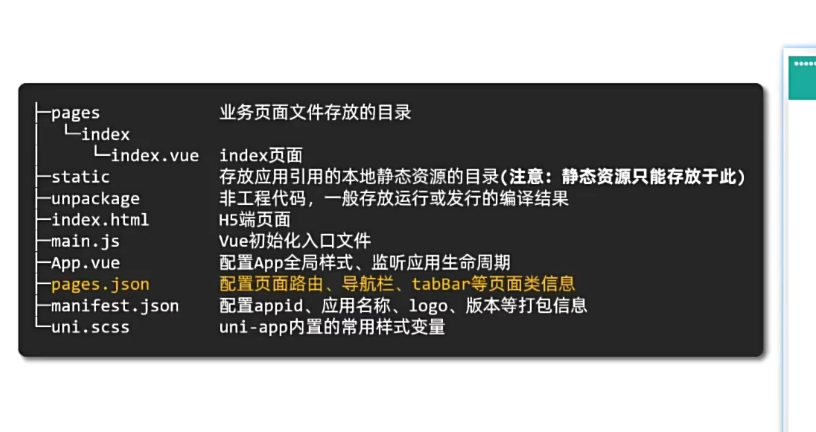 ├─pages 业务页面文件存放的目录
│ └─index
│ └─index.vue index页面
├─static 存放应用引用的本地静态资源的目录(注意：静态资源只能存放于此)
├─unpackage 非工程代码，一般存放运行或发行的编译结果
├─index.html H5端页面
├─main.js Vue初始化入口文件
├─App.vue 配置App全局样式、监听应用生命周期
├─pages.json 配置页面路由、导航栏、tabBar等页面类信息
├─manifest.json 配置appid、应用名称、logo、版本等打包信息
└─uni.scss uni-app内置的常用样式变量